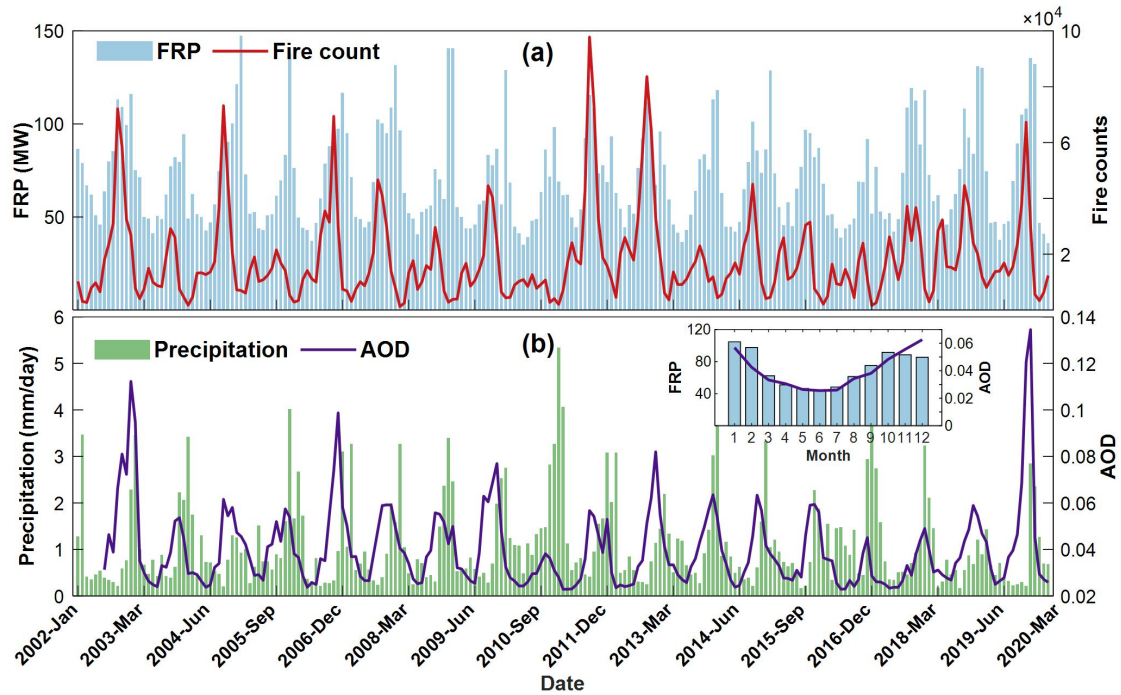 ×10⁴
150 10
FRP Fire count (a)
8
100
6
FRP (MW) Fire counts
4
50
2
6 0.14
Precipitation AOD (b)
120 0.06
80 0.04
FRP AOD
40 0.02
0
1 2 3 4 5 6 7 8 9 10 11 12
Month
5 0.12
4 0.1
3 0.08
Precipitation (mm/day) AOD
2 0.06
1 0.04
0 0.02
2002-Jan 2003-Mar 2004-Jun 2005-Sep 2006-Dec 2008-Mar 2009-Jun 2010-Sep 2011-Dec 2013-Mar 2014-Jun 2015-Sep 2016-Dec 2018-Mar 2019-Jun 2020-Mar
Date